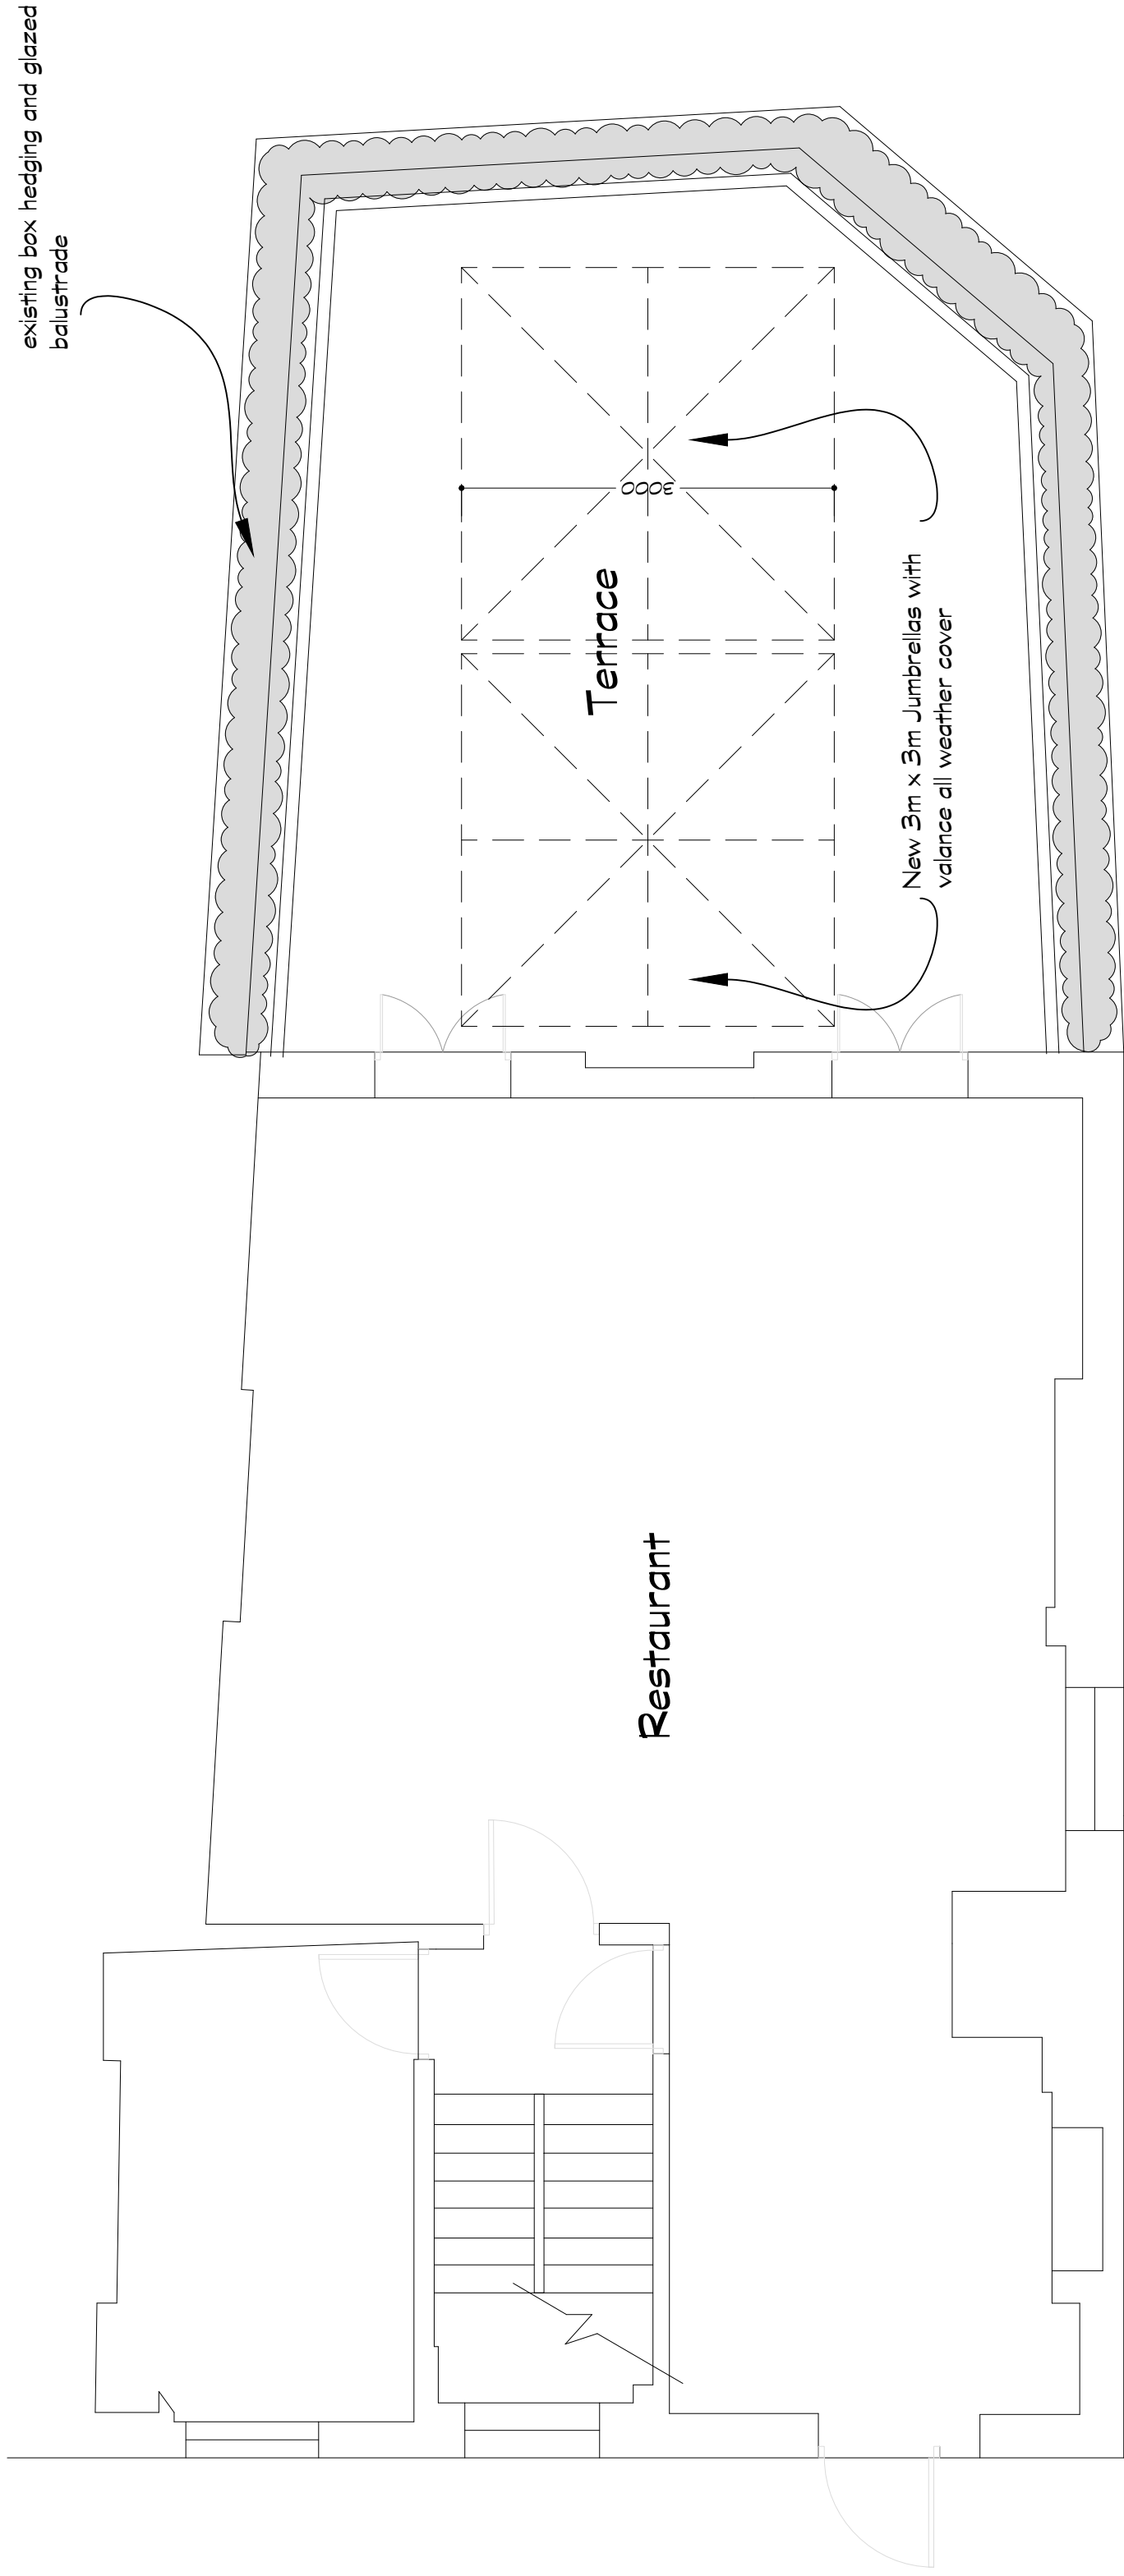 existing box hedging and glazed
balustrade
3000
Terrace
New 3m x 3m Jumbrellas with
valance all weather cover
Restaurant